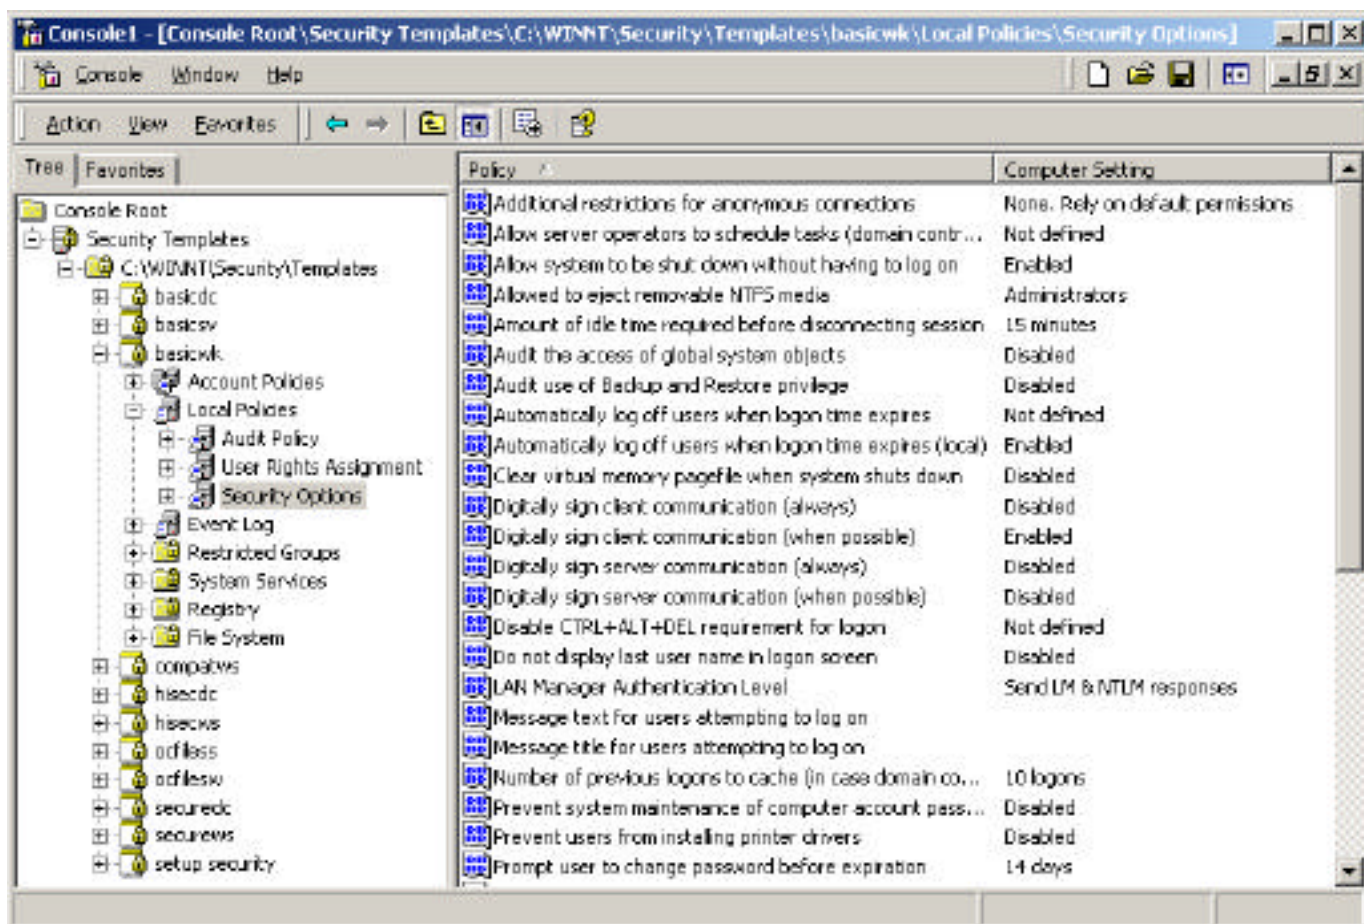 Console1 - [Console Root\Security Templates\C:\WINNT\Security\Templates\basicwk\Local Policies\Security Options]
Console Window Help
Action View Favorites
Tree Favorites
Console Root
Security Templates
C:\WINNT\Security\Templates
basicdc
basicsv
basicwk
Account Policies
Local Policies
Audit Policy
User Rights Assignment
Security Options
Event Log
Restricted Groups
System Services
Registry
File System
compatws
hisecdc
hisecws
ocfiless
ocfilesw
securedc
securews
setup security
Policy Computer Setting
Additional restrictions for anonymous connections None. Rely on default permissions
Allow server operators to schedule tasks (domain contr... Not defined
Allow system to be shut down without having to log on Enabled
Allowed to eject removable NTFS media Administrators
Amount of idle time required before disconnecting session 15 minutes
Audit the access of global system objects Disabled
Audit use of Backup and Restore privilege Disabled
Automatically log off users when logon time expires Not defined
Automatically log off users when logon time expires (local) Enabled
Clear virtual memory pagefile when system shuts down Disabled
Digitally sign client communication (always) Disabled
Digitally sign client communication (when possible) Enabled
Digitally sign server communication (always) Disabled
Digitally sign server communication (when possible) Disabled
Disable CTRL+ALT+DEL requirement for logon Not defined
Do not display last user name in logon screen Disabled
LAN Manager Authentication Level Send LM & NTLM responses
Message text for users attempting to log on
Message title for users attempting to log on
Number of previous logons to cache (in case domain co... 10 logons
Prevent system maintenance of computer account pass... Disabled
Prevent users from installing printer drivers Disabled
Prompt user to change password before expiration 14 days